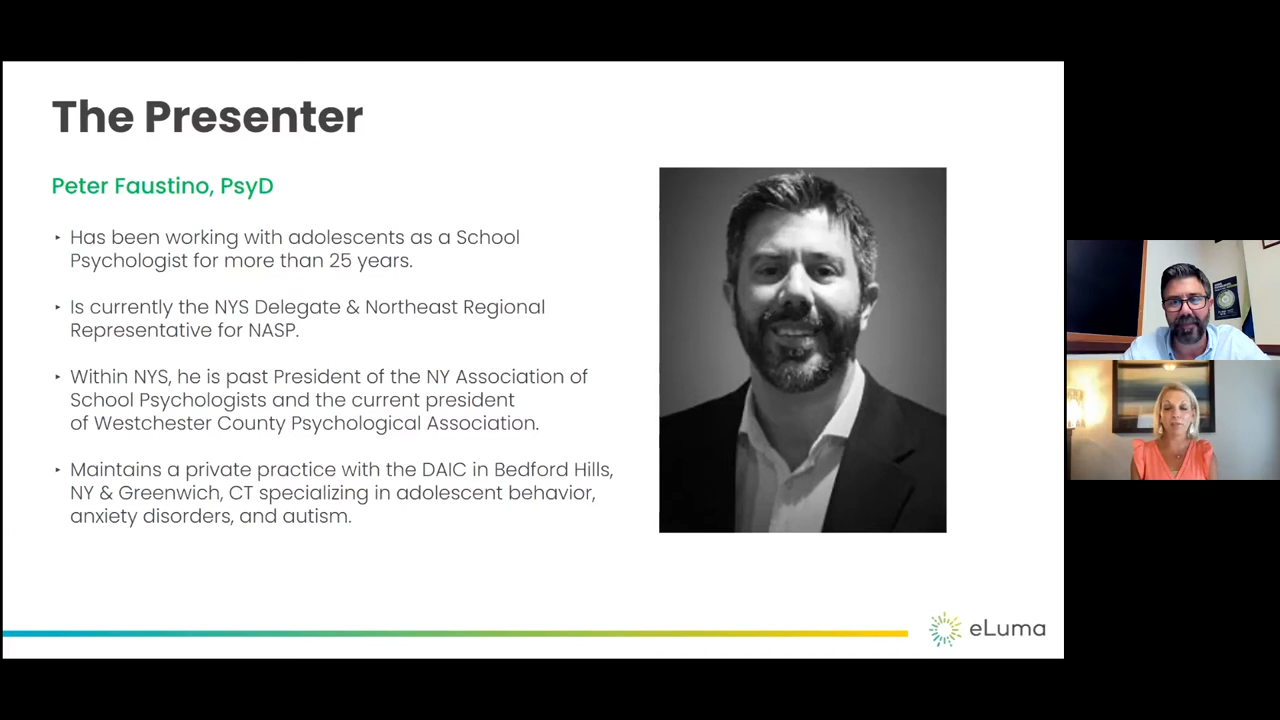 The Presenter
Peter Faustino, PsyD
‣ Has been working with adolescents as a School
Psychologist for more than 25 years.
‣ Is currently the NYS Delegate & Northeast Regional
Representative for NASP.
‣ Within NYS, he is past President of the NY Association of
School Psychologists and the current president
of Westchester County Psychological Association.
‣ Maintains a private practice with the DAIC in Bedford Hills,
NY & Greenwich, CT specializing in adolescent behavior,
anxiety disorders, and autism.
eLuma